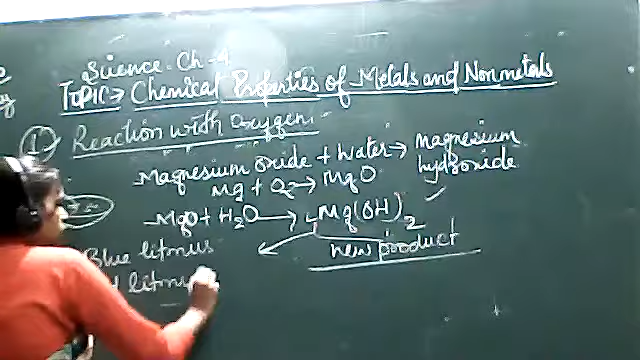 Science. Ch-4
TOPIC→ Chemical Properties of Metals and Nonmetals
① Reaction with Oxygen
Magnesium oxide + Water → Magnesium hydroxide
Mg + O₂ → MgO
MgO + H₂O → Mg(OH)₂
new product
Blue litmus
litmu